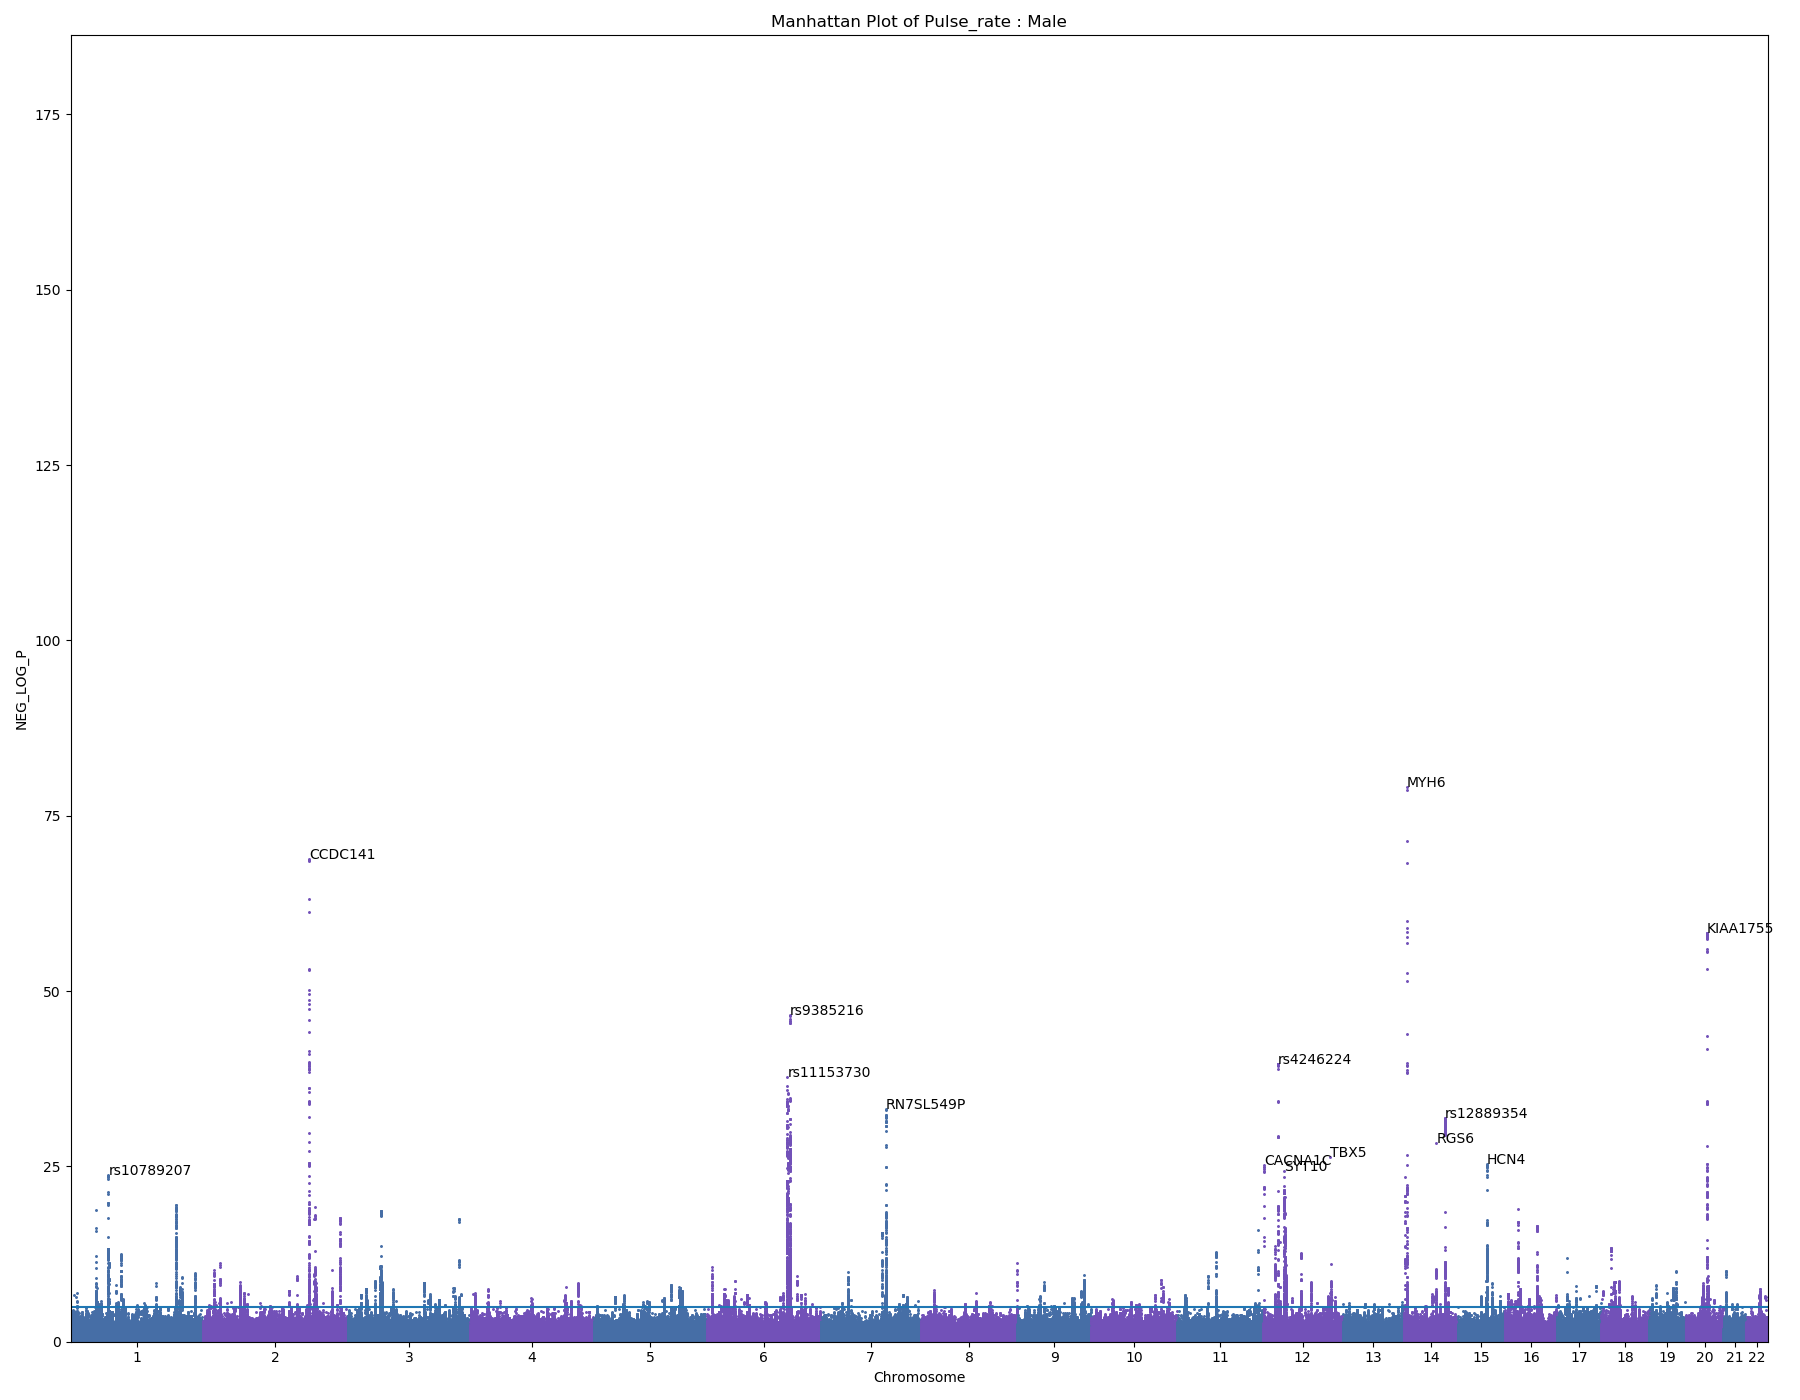 Manhattan Plot of Pulse_rate : Male
175
150
125
100
NEG_LOG_P
MYH6
75
CCDC141
KIAA1755
50
rs9385216
rs4246224
rs11153730
RN7SL549P
rs12889354
RGS6
TBX5
CACNA1C
HCN4
SYT10
25
rs10789207
0
1 2 3 4 5 6 7 8 9 10 11 12 13 14 15 16 17 18 19 20 21 22
Chromosome